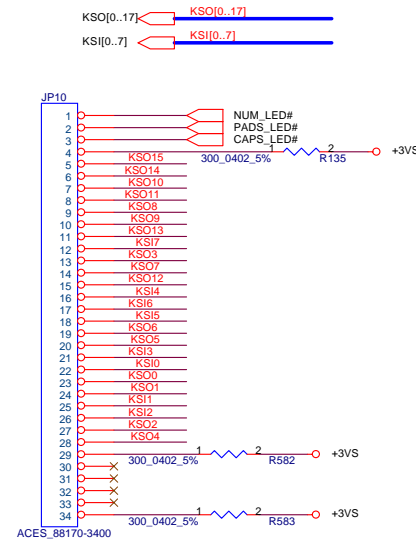 KSO[0..17] KSO[0..17]
KSI[0..7] KSI[0..7]
JP10
1 NUM_LED#
2 PADS_LED#
3 CAPS_LED#
4 1 2 +3VS
300_0402_5% R135
5 KSO15
6 KSO14
7 KSO10
8 KSO11
9 KSO8
10 KSO9
11 KSO13
12 KSI7
13 KSO3
14 KSO7
15 KSO12
16 KSI4
17 KSI6
18 KSI5
19 KSO6
20 KSO5
21 KSI3
22 KSI0
23 KSO0
24 KSO1
25 KSI1
26 KSI2
27 KSO2
28 KSO4
29 1 2 +3VS
300_0402_5% R582
30
31
32
33
34 1 2 +3VS
300_0402_5% R583
ACES_88170-3400